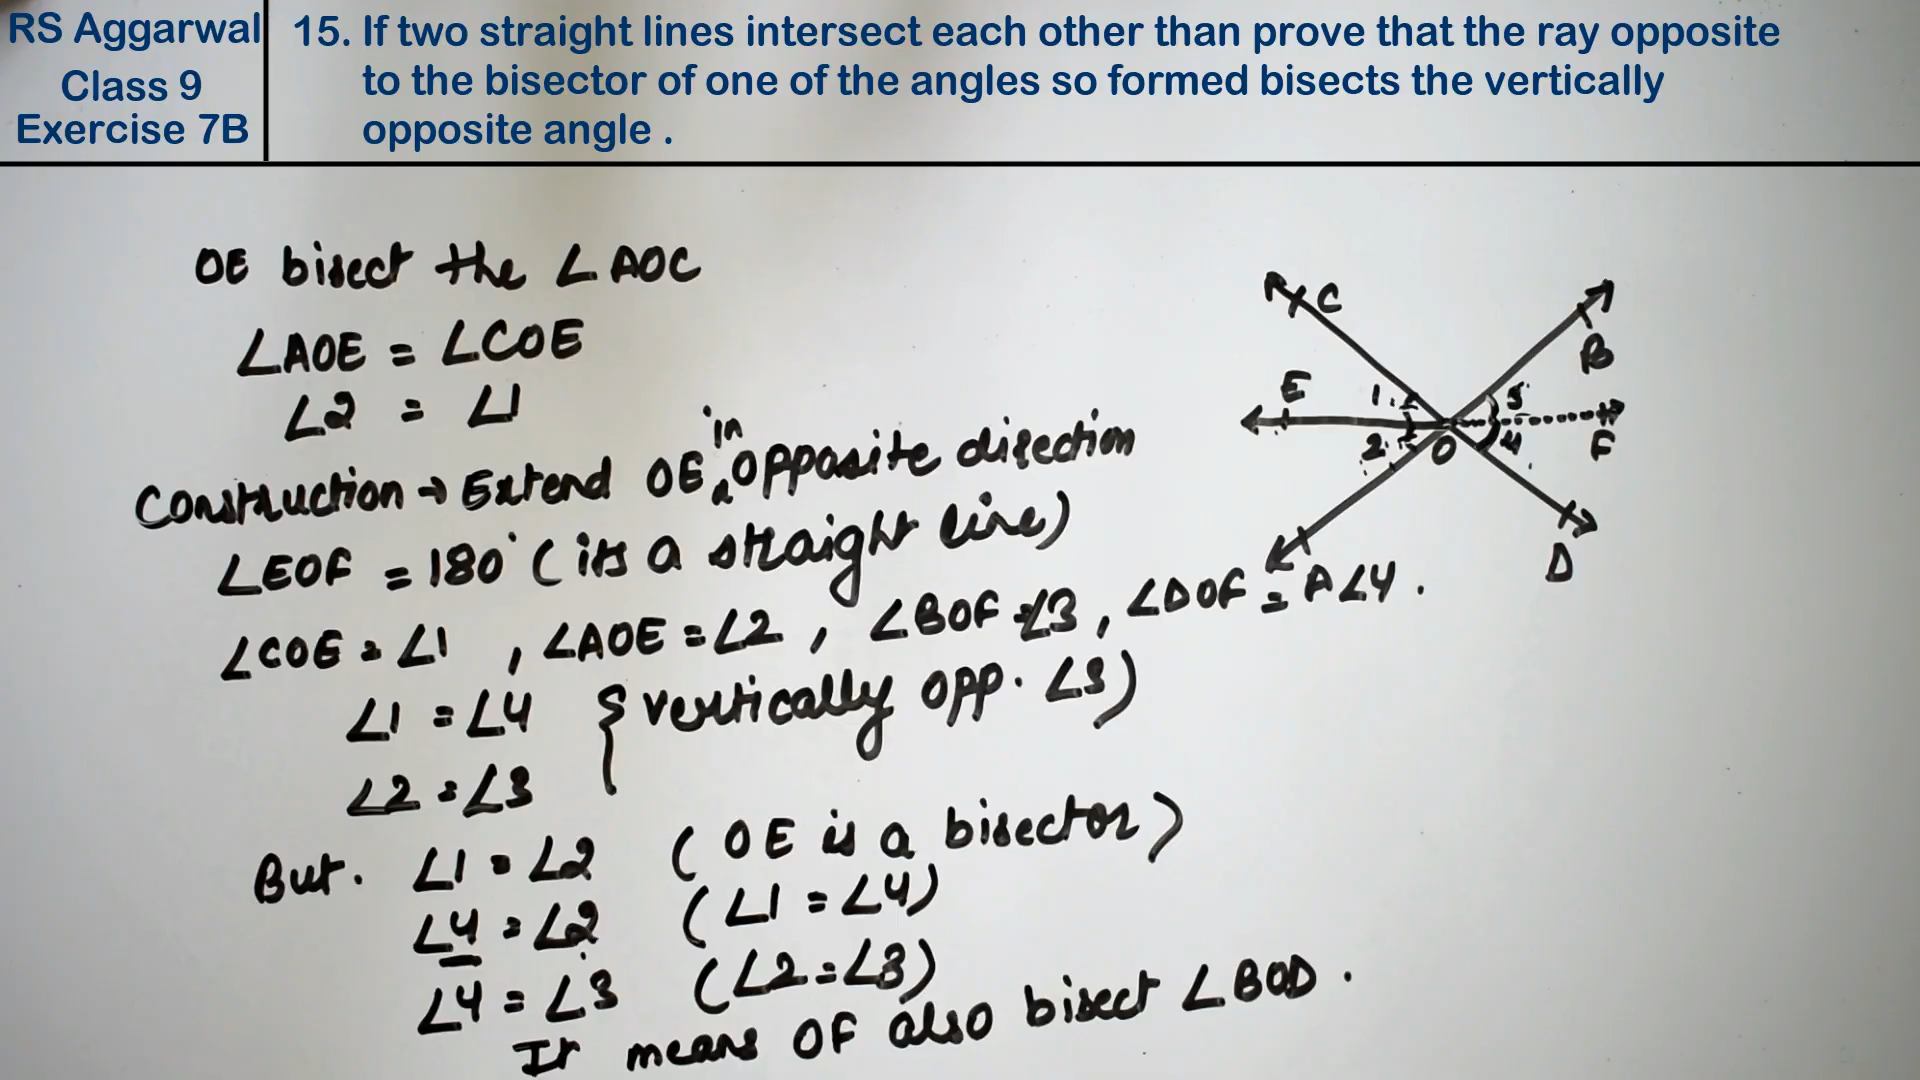 RS Aggarwal
Class 9
Exercise 7B
15. If two straight lines intersect each other than prove that the ray opposite
to the bisector of one of the angles so formed bisects the vertically
opposite angle .
OE bisect the ∠AOC
∠AOE = ∠COE
∠2 = ∠1
Construction → Extend OE in opposite direction
∠EOF = 180° (its a straight line)
∠COE = ∠1 , ∠AOE = ∠2 , ∠BOF = ∠3 , ∠DOF = ∠4 .
∠1 = ∠4 { vertically opp. ∠s)
∠2 = ∠3
But. ∠1 = ∠2 ( OE is a bisector)
∠4 = ∠2 (∠1 = ∠4)
∠4 = ∠3 (∠2 = ∠3)
It means OF also bisect ∠BOD .
C
B
E
1
3
2
O
4
F
A
D